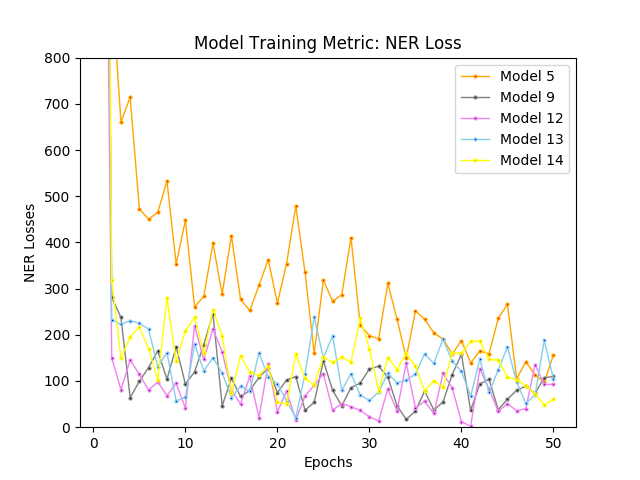 Model Training Metric: NER Loss
800
700
600
500
400
300
200
100
0
NER Losses
Model 5
Model 9
Model 12
Model 13
Model 14
0 10 20 30 40 50
Epochs